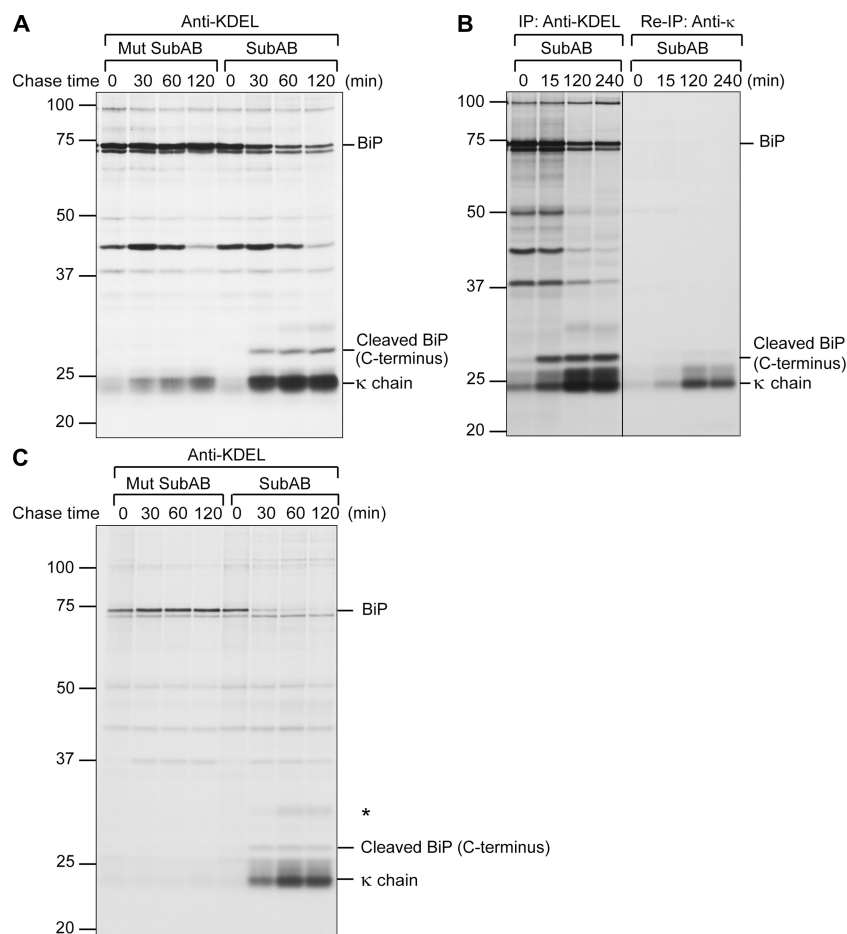 A
Anti-KDEL
Mut SubAB SubAB
Chase time 0 30 60 120 0 30 60 120 (min)
100
75
50
37
25
20
BiP
Cleaved BiP
(C-terminus)
κ chain
B
IP: Anti-KDEL Re-IP: Anti-κ
SubAB SubAB
0 15 120 240 0 15 120 240 (min)
100
75
50
37
25
20
BiP
Cleaved BiP
(C-terminus)
κ chain
C
Anti-KDEL
Mut SubAB SubAB
Chase time 0 30 60 120 0 30 60 120 (min)
100
75
50
37
25
20
BiP
*
Cleaved BiP (C-terminus)
κ chain